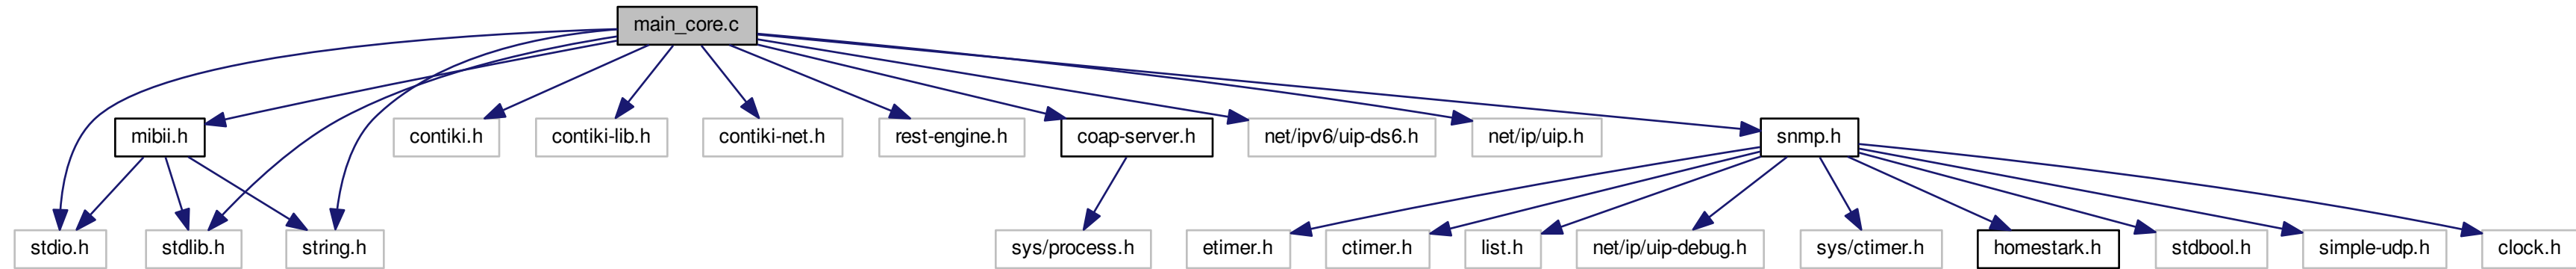 main_core.c
mibii.h
contiki.h
contiki-lib.h
contiki-net.h
rest-engine.h
coap-server.h
net/ipv6/uip-ds6.h
net/ip/uip.h
snmp.h
stdio.h
stdlib.h
string.h
sys/process.h
etimer.h
ctimer.h
list.h
net/ip/uip-debug.h
sys/ctimer.h
homestark.h
stdbool.h
simple-udp.h
clock.h